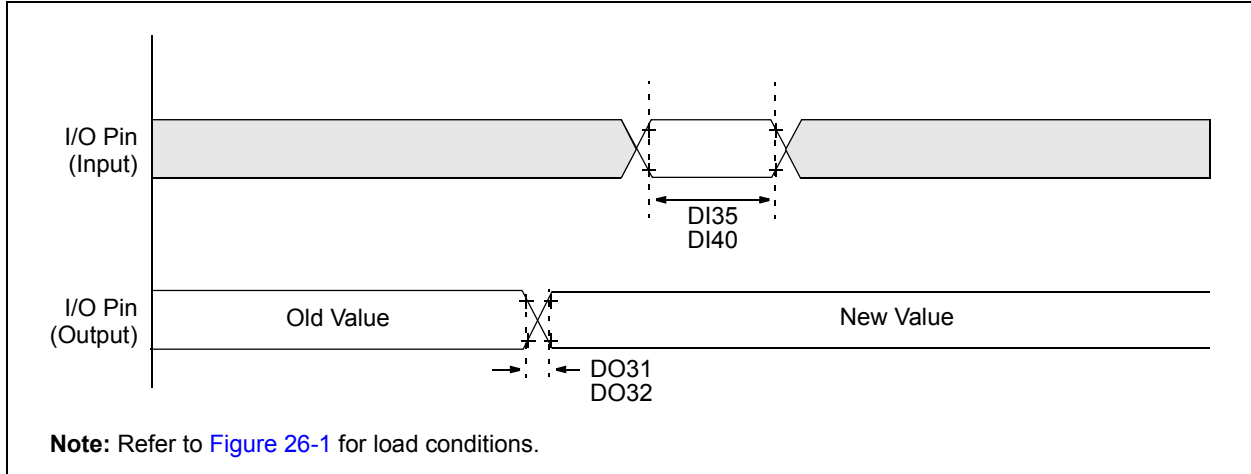 I/O Pin
(Input)
DI35
DI40
I/O Pin
(Output)
Old Value
New Value
DO31
DO32
Note: Refer to Figure 26-1 for load conditions.